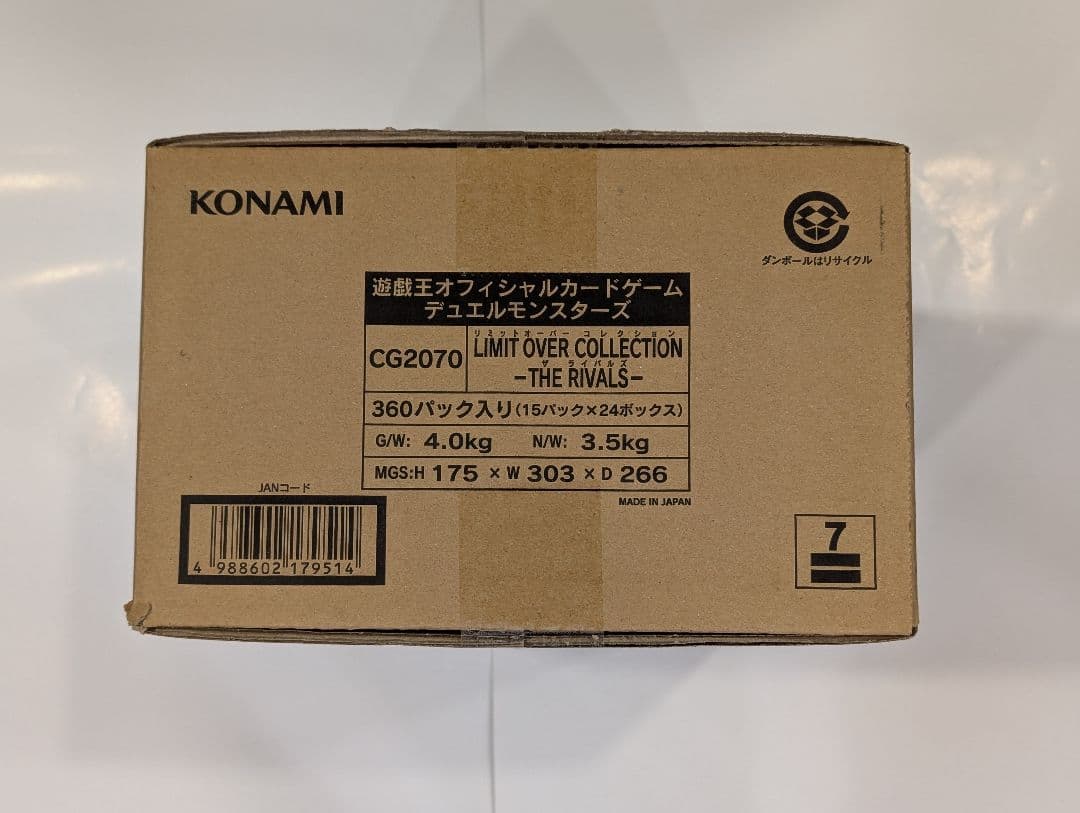 KONAMI
ダンボールはリサイクル
遊戯王オフィシャルカードゲーム
デュエルモンスターズ
CG2070
リミットオーバー コレクション
LIMIT OVER COLLECTION
ザ ライバルズ
-THE RIVALS-
360パック入り(15パック×24ボックス)
G/W: 4.0kg N/W: 3.5kg
MGS:H 175 × W 303 × D 266
MADE IN JAPAN
JANコード
4 988602 179514
7